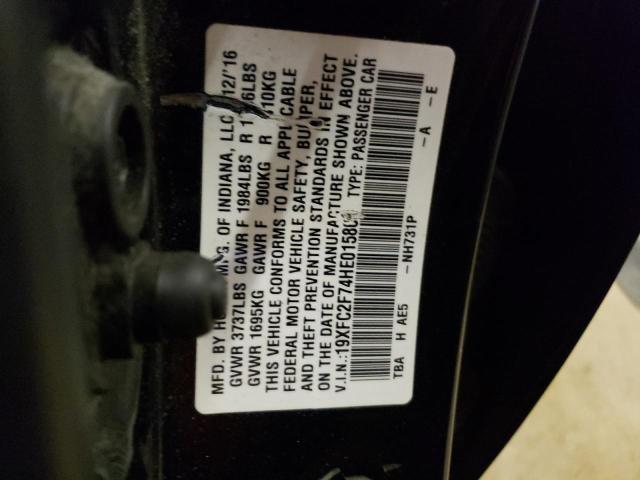 MFD. BY OF INDIANA, LLC 12/'16
GVWR 3737LBS GAWR F 1984LBS R
GVWR 1695KG GAWR F 900KG R
THIS VEHICLE CONFORMS TO ALL APPLICABLE
FEDERAL MOTOR VEHICLE SAFETY, BUMPER,
AND THEFT PREVENTION STANDARDS IN EFFECT
ON THE DATE OF MANUFACTURE SHOWN ABOVE.
V.I.N.: TYPE: PASSENGER CAR
TBA H AE5 -NH731P -A -E